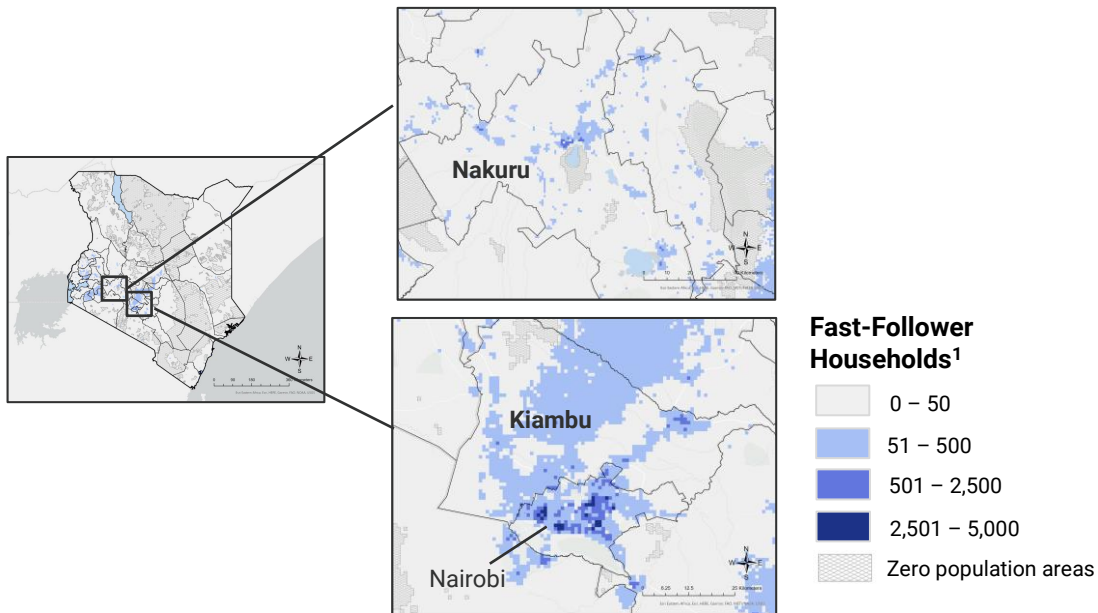 Nakuru
N
W E
S
N
W E
S
Kiambu
Nairobi
N
W E
S
Fast-Follower
Households¹
0 – 50
51 – 500
501 – 2,500
2,501 – 5,000
Zero population areas